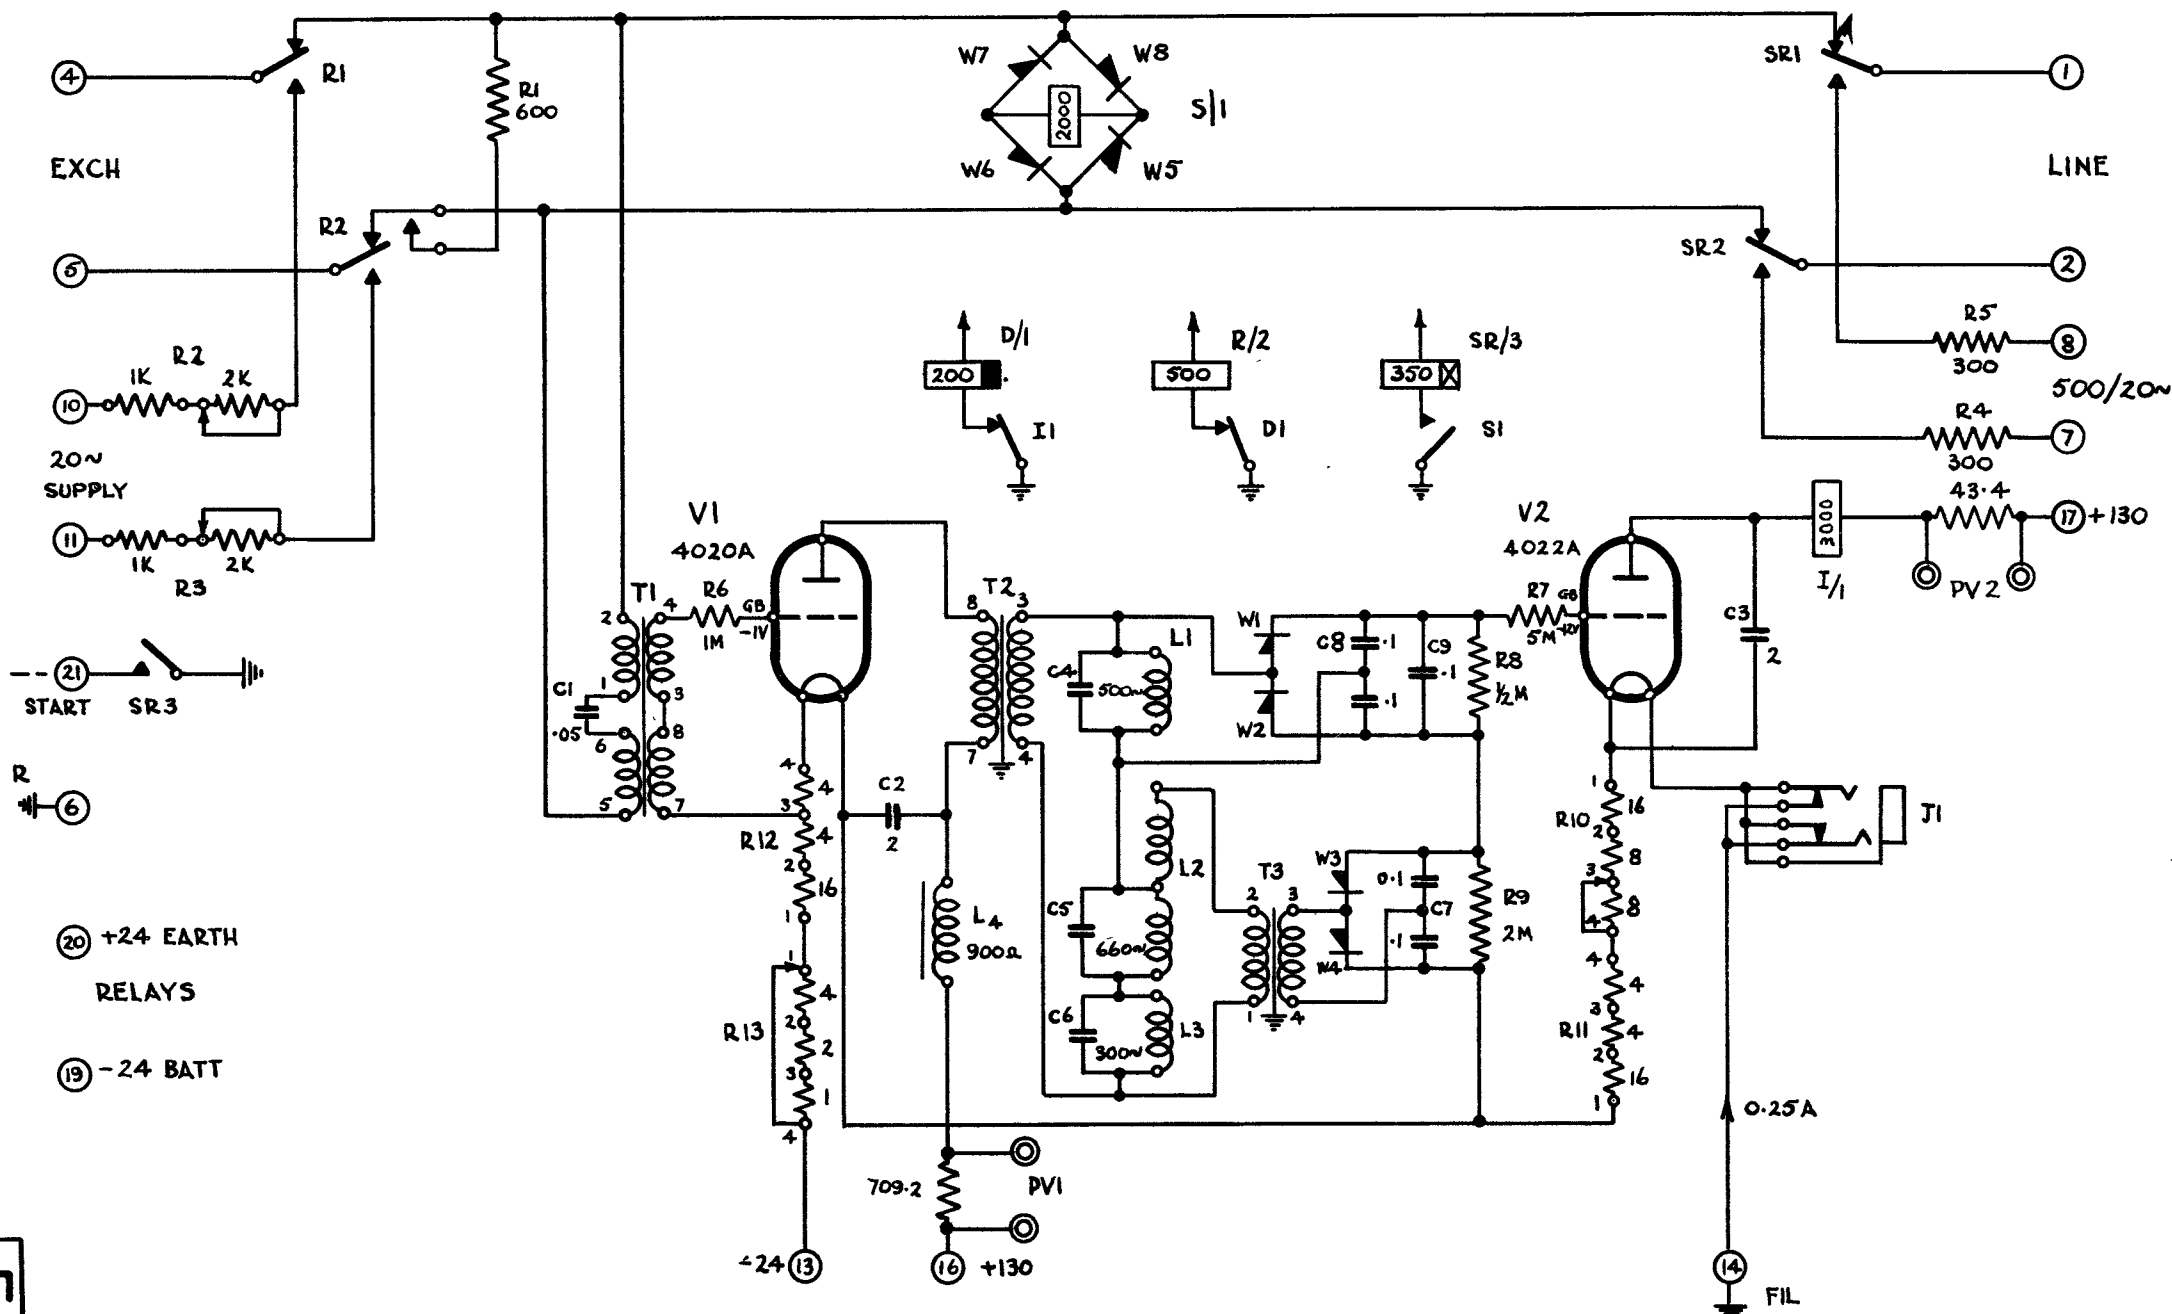 4
R1
R1
600
W7
W8
2000
S|1
W6
W5
SR1
1
EXCH
LINE
5
R2
SR2
2
R2
1K
2K
10
20~
SUPPLY
11
1K
2K
R3
D/1
200
I1
R/2
500
D1
SR/3
350
S1
R5
300
8
500/20~
R4
300
7
43.4
17 +130
3000
I/1
PV2
-- 21
START
SR3
R
6
20 +24 EARTH
RELAYS
19 -24 BATT
T1
2
4
1
3
C1
.05
6
8
5
7
R6
1M
GB
-1V
V1
4020A
T2
8
3
7
4
L1
C4
500~
W1
W2
C8
.1
.1
C9
.1
R8
½M
R7
5M
GB
-12V
V2
4022A
C3
2
4
4
3
R12
4
2
16
1
1
4
R13
2
2
3
1
4
C2
2
L4
900Ω
709.2
PV1
-24 13
16 +130
L2
C5
660~
C6
300~
L3
T3
2
3
1
4
W3
W4
0.1
C7
.1
R9
2M
1
16
R10
2
8
3
8
4
4
4
3
R11
4
2
16
1
J1
0.25A
14
FIL